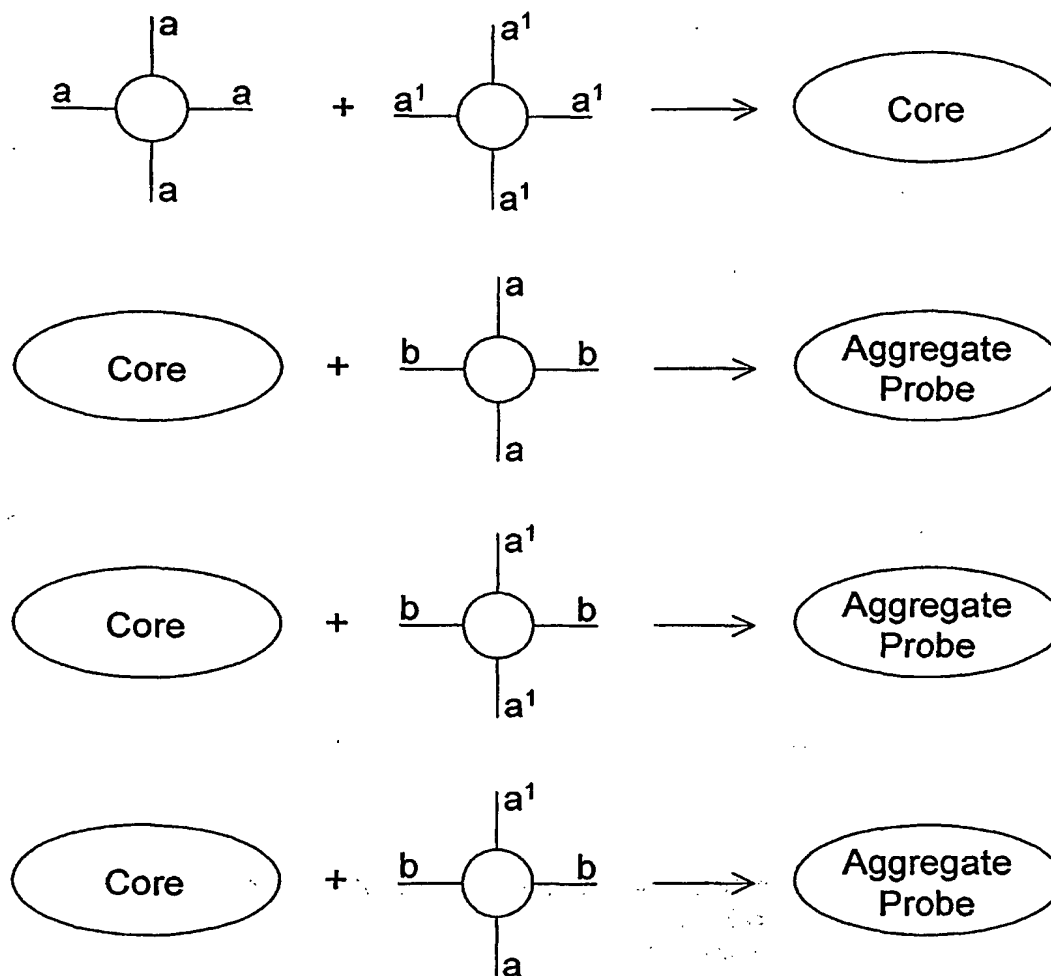 a
a a
a
+
a¹
a¹ a¹
a¹
Core
Core
+
a
b b
a
Aggregate
Probe
Core
+
a¹
b b
a¹
Aggregate
Probe
Core
+
a¹
b b
a
Aggregate
Probe